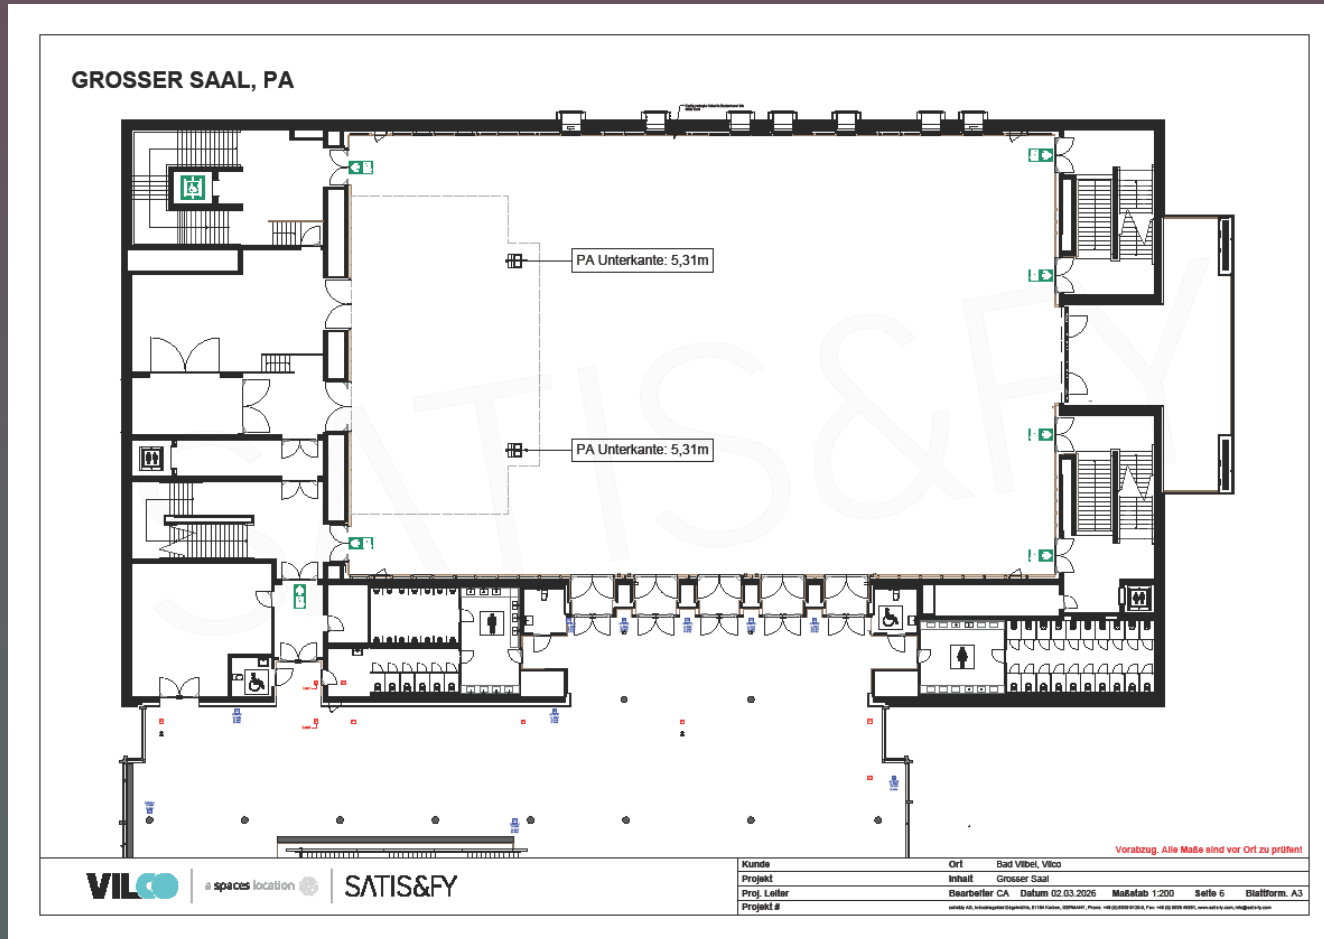 GROSSER SAAL, PA
PA Unterkante: 5,31m
PA Unterkante: 5,31m
SATIS&FY
Vorabzug. Alle Maße sind vor Ort zu prüfen!
VILCO
a spaces location
SATIS&FY
Kunde
Projekt
Proj. Leiter
Projekt #
Ort Bad Vilbel, Vilco
Inhalt Grosser Saal
Bearbeiter CA Datum 02.03.2026 Maßstab 1:200 Seite 6 Blattform. A3